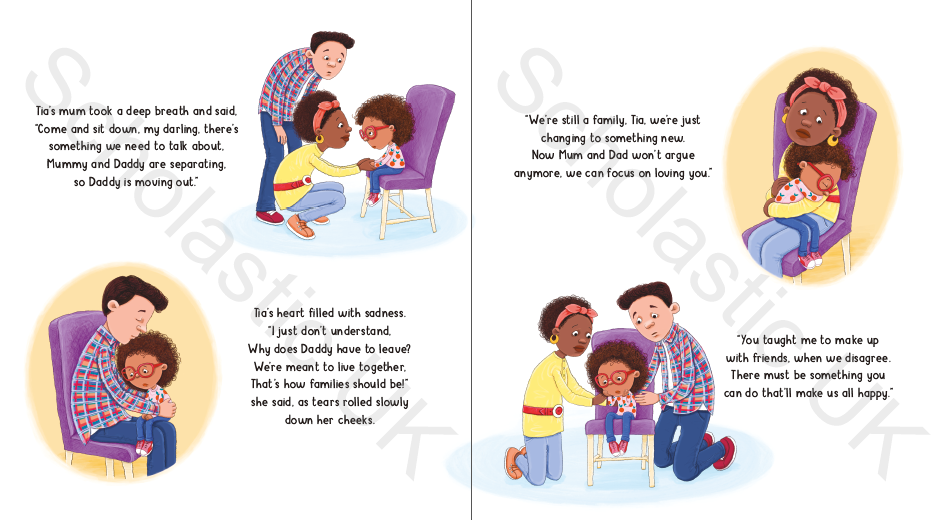 Tia's mum took a deep breath and said,
"Come and sit down, my darling, there's
something we need to talk about,
Mummy and Daddy are separating,
so Daddy is moving out."
Tia's heart filled with sadness.
"I just don't understand,
Why does Daddy have to leave?
We're meant to live together,
That's how families should be!"
she said, as tears rolled slowly
down her cheeks.
"We're still a family, Tia, we're just
changing to something new.
Now Mum and Dad won't argue
anymore, we can focus on loving you."
"You taught me to make up
with friends, when we disagree.
There must be something you
can do that'll make us all happy."
Scholastic UK
Scholastic UK